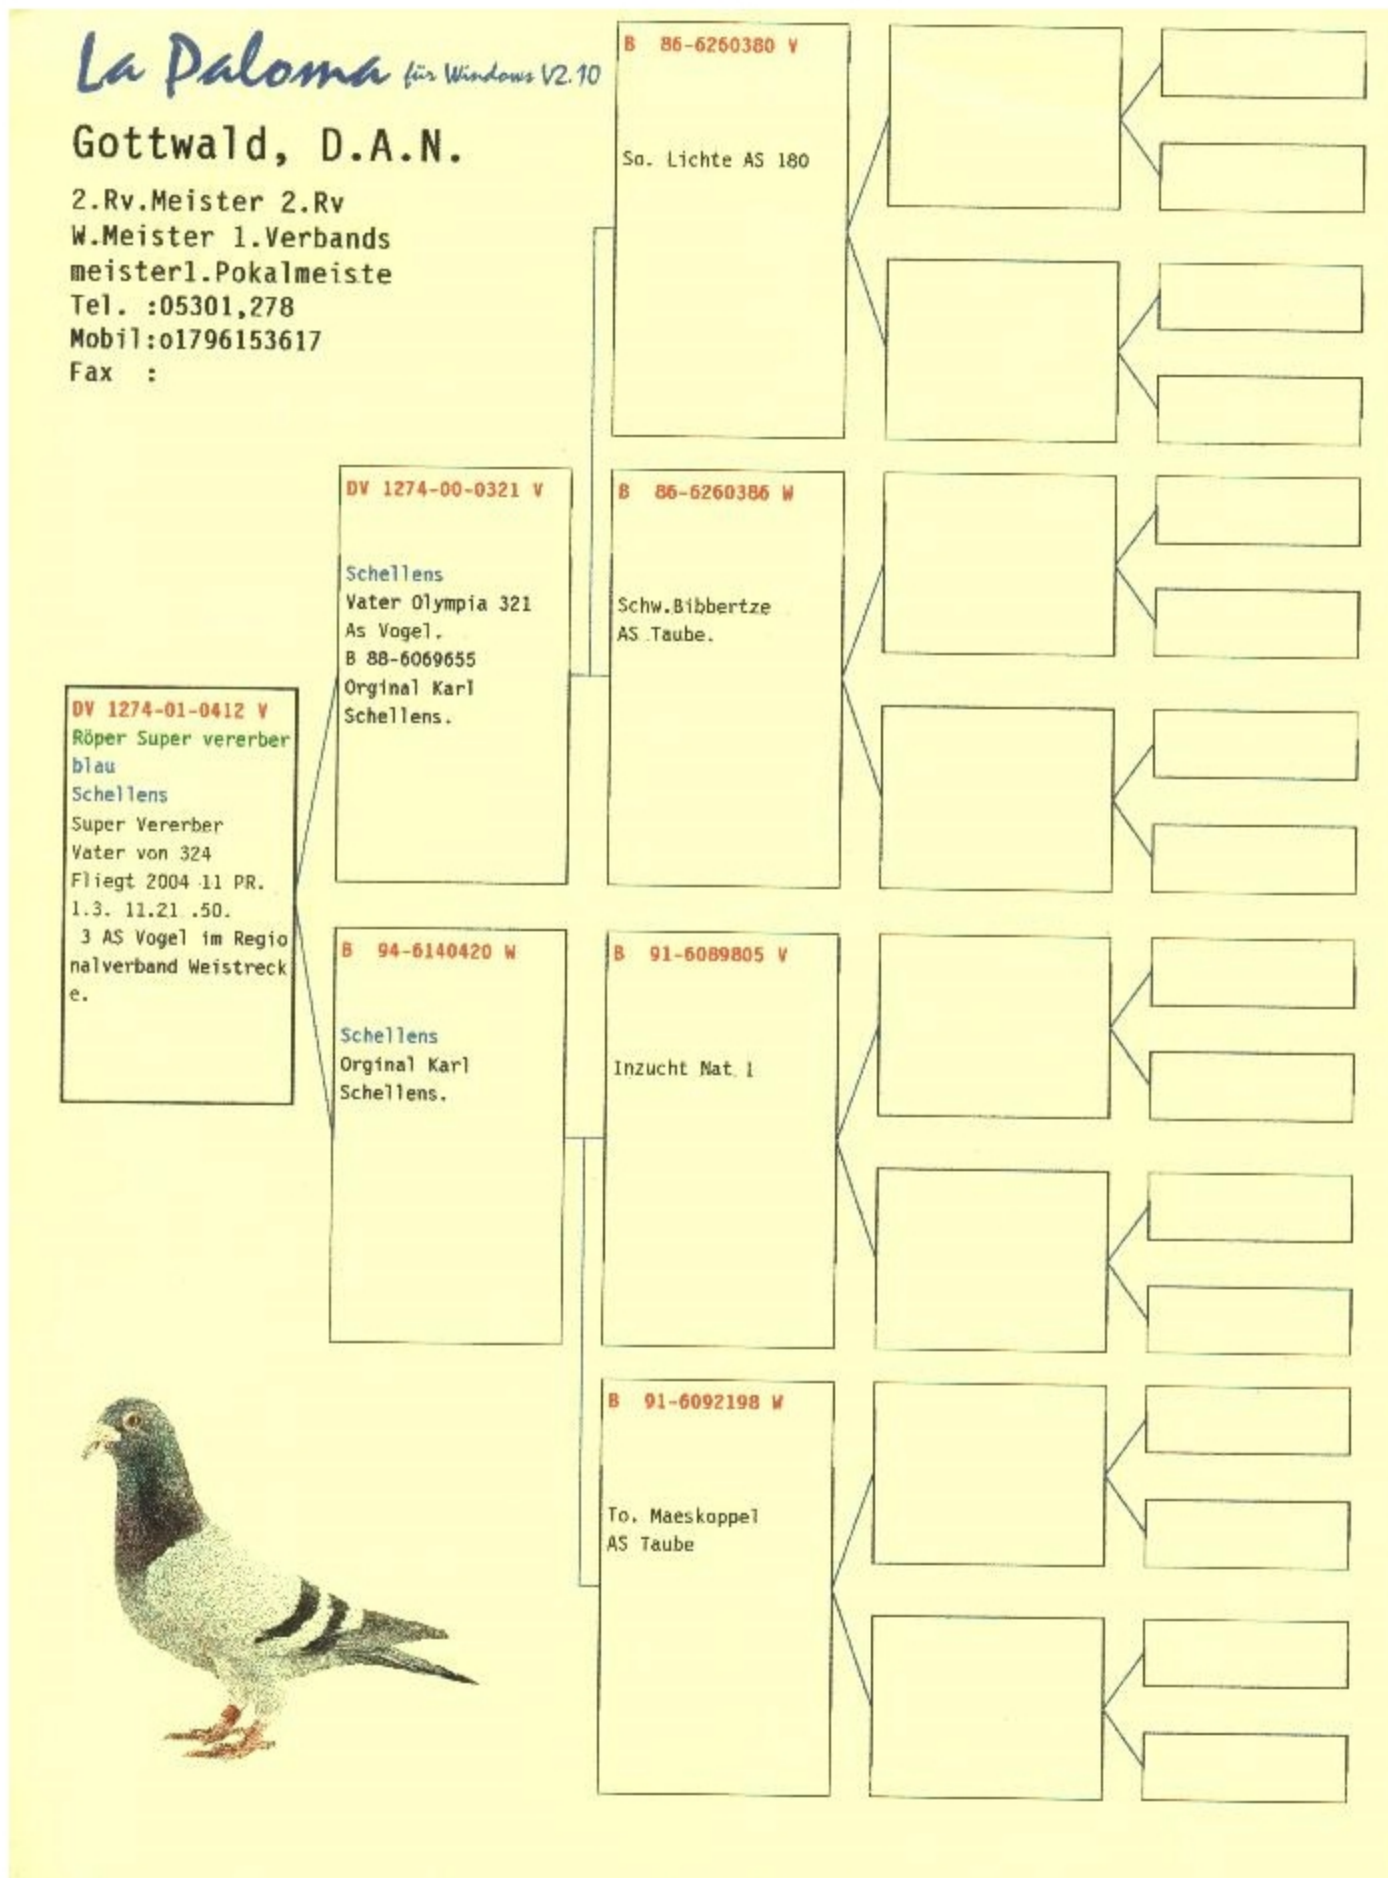 La Paloma für Windows V2.10
Gottwald, D.A.N.
2.Rv.Meister 2.Rv
W.Meister 1.Verbands
meister1.Pokalmeiste
Tel. :05301,278
Mobil:o1796153617
Fax :
DV 1274-01-0412 V
Röper Super vererber
blau
Schellens
Super Vererber
Vater von 324
Fliegt 2004 11 PR.
1.3. 11.21 .50.
3 AS Vogel im Regio
nalverband Weistreck
e.
DV 1274-00-0321 V
Schellens
Vater Olympia 321
As Vogel.
B 88-6069655
Orginal Karl
Schellens.
B 94-6140420 W
Schellens
Orginal Karl
Schellens.
B 86-6260380 V
So. Lichte AS 180
B 86-6260386 W
Schw.Bibbertze
AS Taube.
B 91-6089805 V
Inzucht Nat 1
B 91-6092198 W
To. Maeskoppel
AS Taube